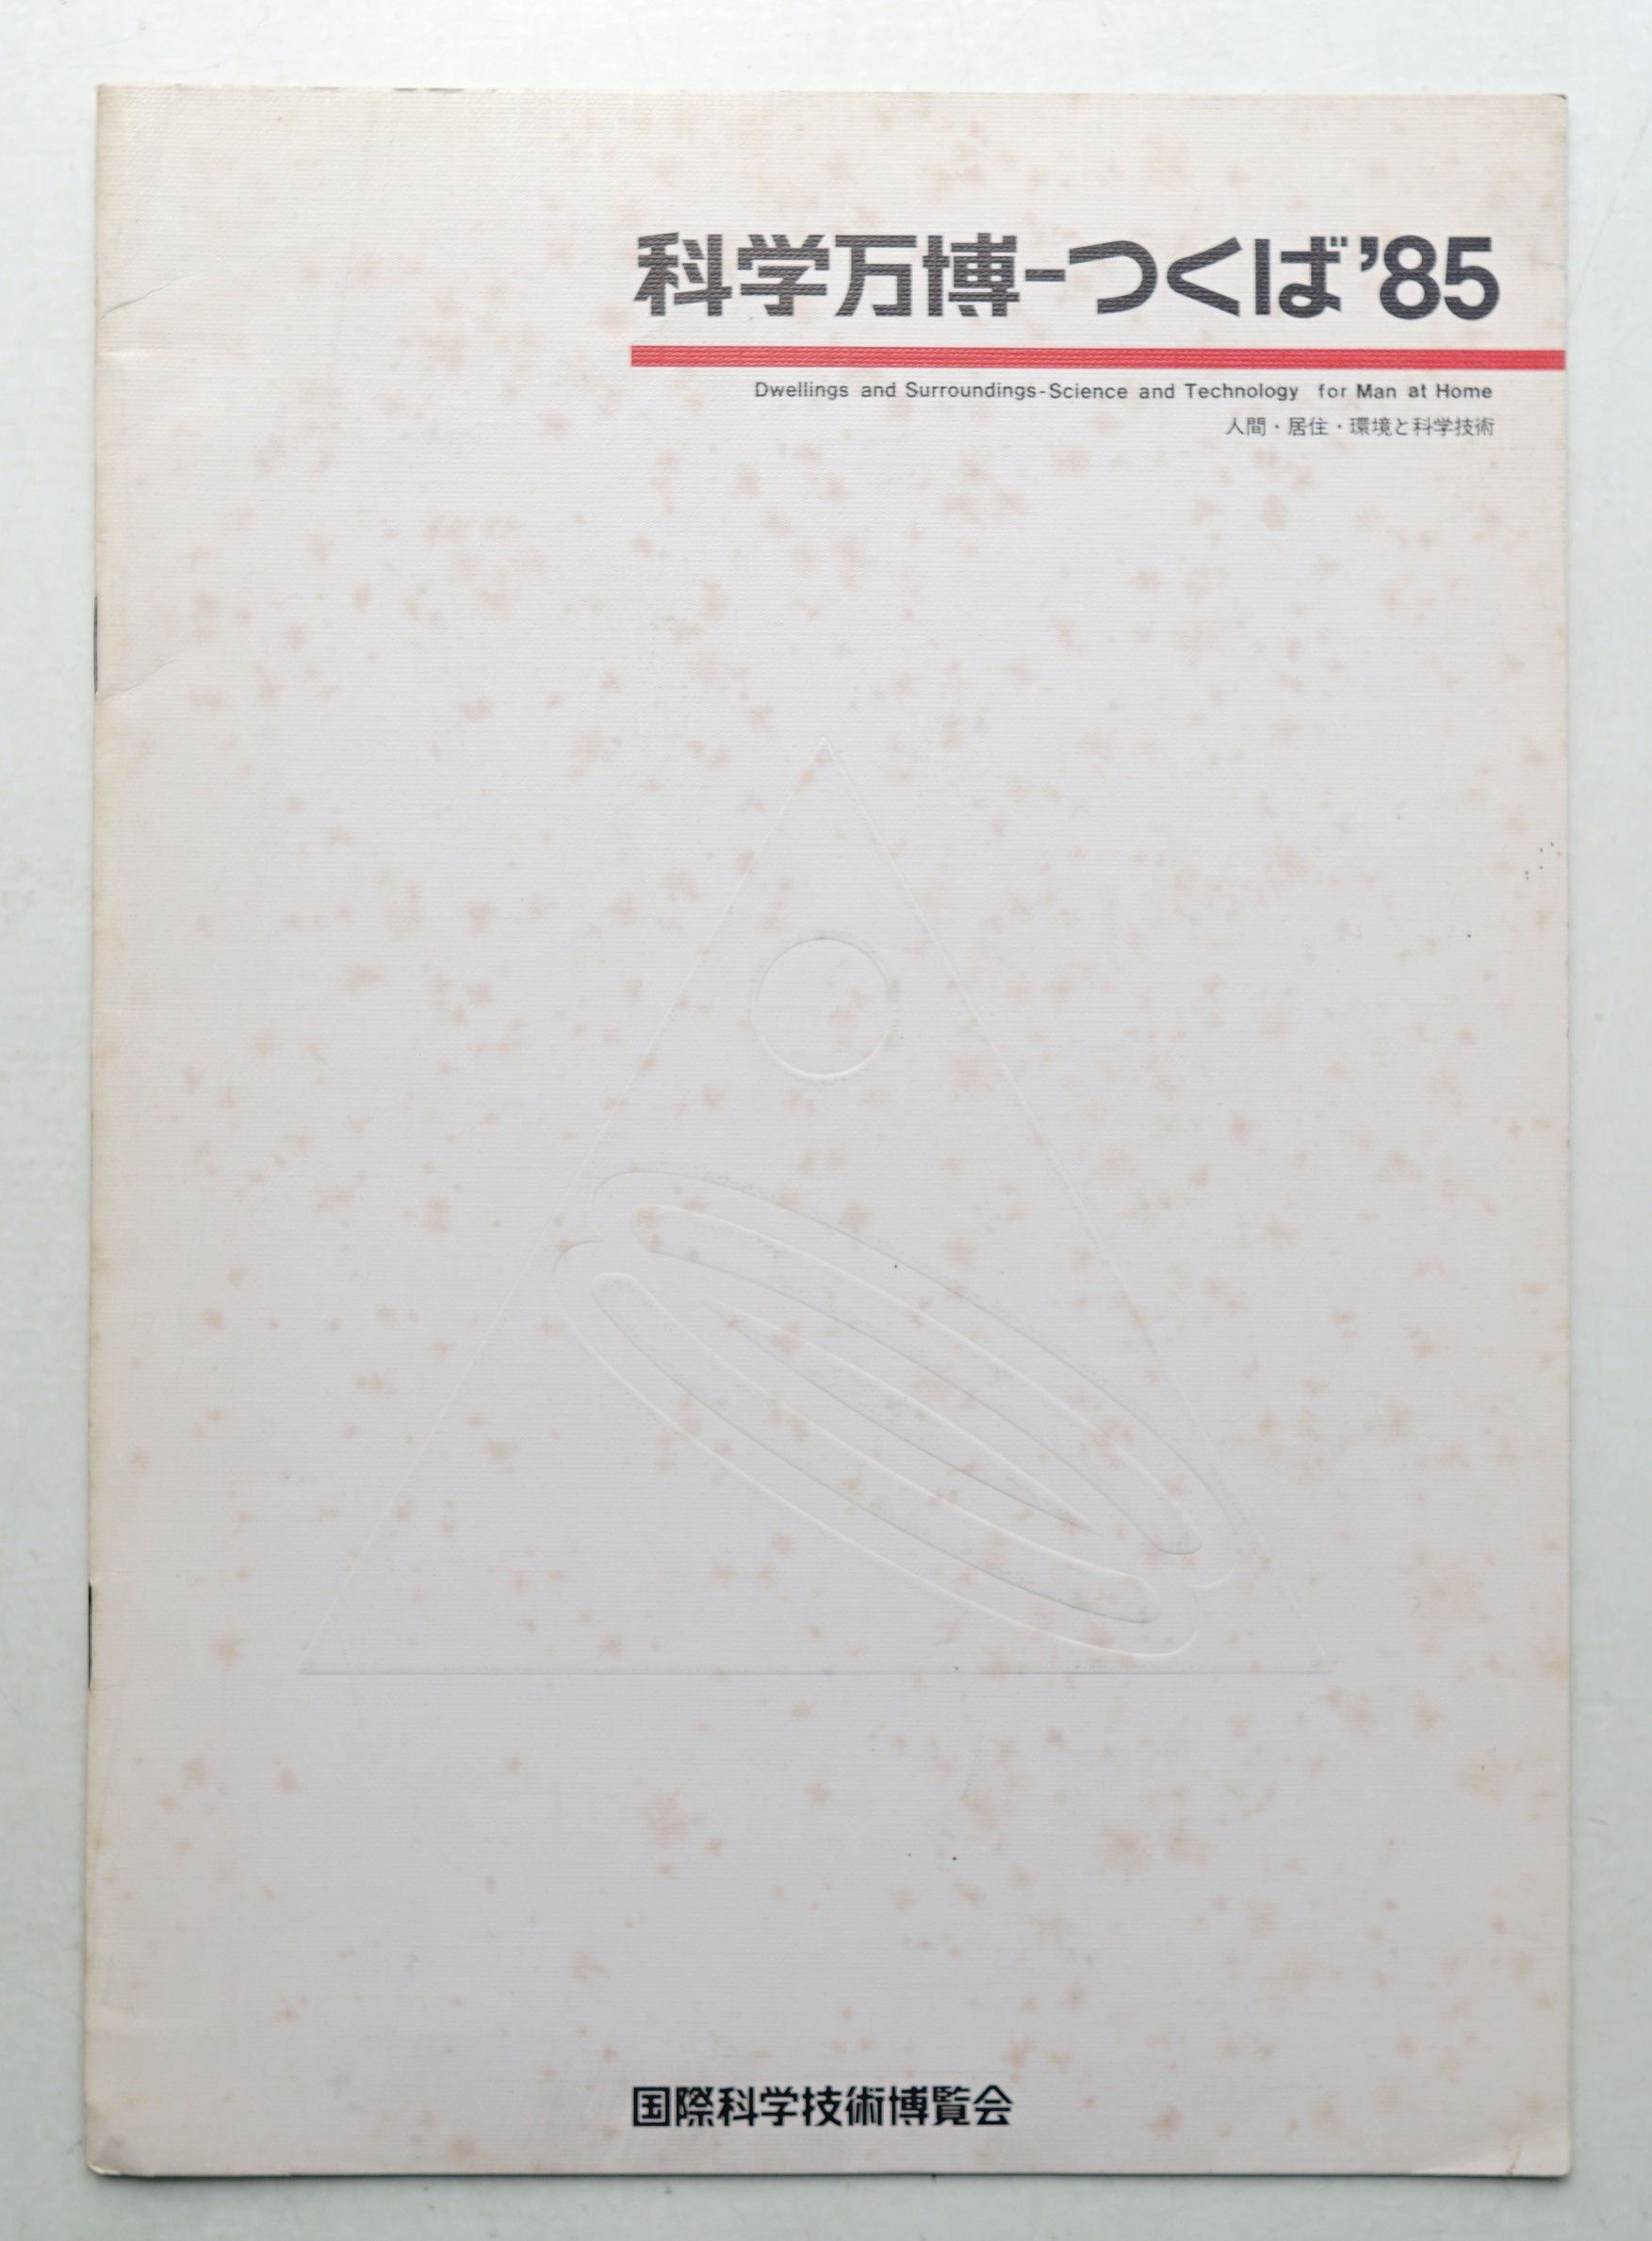 科学万博-つくば'85
Dwellings and Surroundings-Science and Technology for Man at Home
人間・居住・環境と科学技術
国際科学技術博覧会